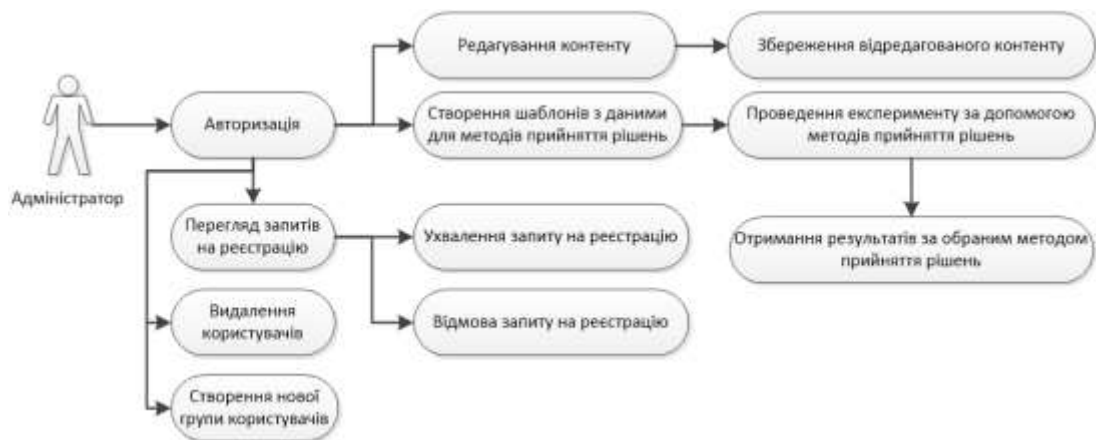 Редагування контенту
Збереження відредагованого контенту
Авторизація
Створення шаблонів з даними
для методів прийняття рішень
Проведення експерименту за допомогою
методів прийняття рішень
Адміністратор
Перегляд запитів
на реєстрацію
Ухвалення запиту на реєстрацію
Отримання результатів за обраним методом
прийняття рішень
Видалення
користувачів
Відмова запиту на реєстрацію
Створення нової
групи користувачів